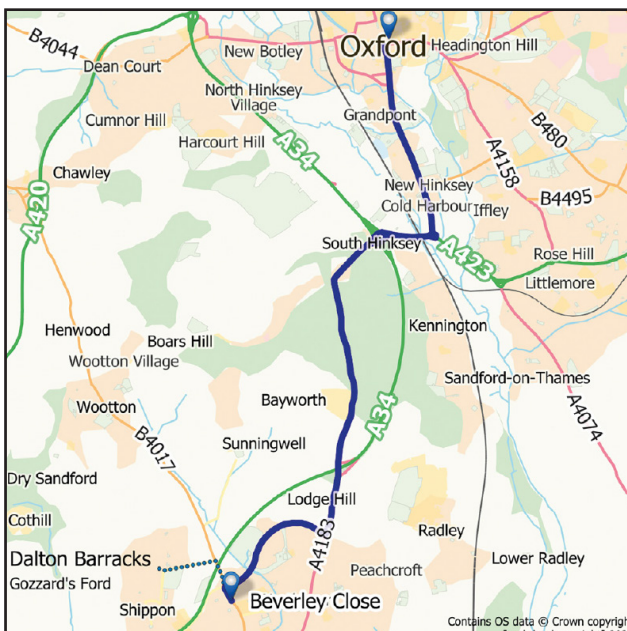 B4044
Dean Court
New Botley
Oxford
Headington Hill
North Hinksey
Village
Cumnor Hill
Harcourt Hill
A34
Grandpont
B480
A4158
Chawley
A420
New Hinksey
Cold Harbour
Iffley
B4495
South Hinksey
A423
Rose Hill
Littlemore
Henwood
Boars Hill
Wootton Village
Kennington
Sandford-on-Thames
Wootton
Bayworth
A34
A4074
B4017
Sunningwell
Dry Sandford
Lodge Hill
Cothill
A4183
Radley
Dalton Barracks
Gozzard's Ford
Peachcroft
Lower Radley
Shippon
Beverley Close
Contains OS data © Crown copyrigh